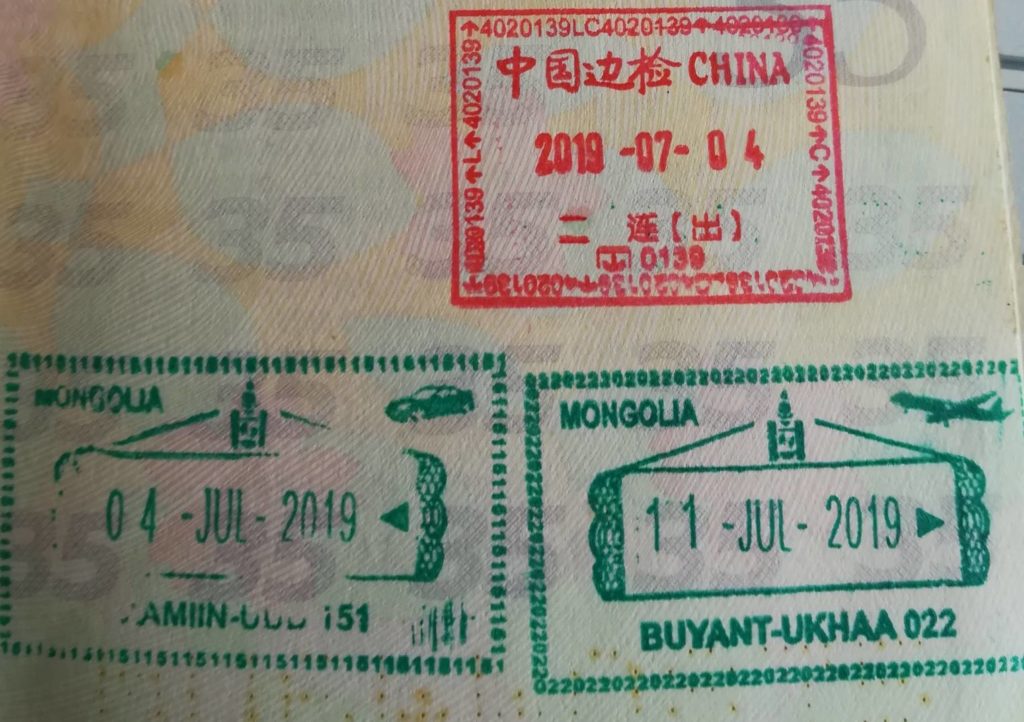 中国边检 CHINA
2019-07-04
二 连(出)
0139
MONGOLIA
04-JUL-2019
151
MONGOLIA
11-JUL-2019
BUYANT-UKHAA 022
35